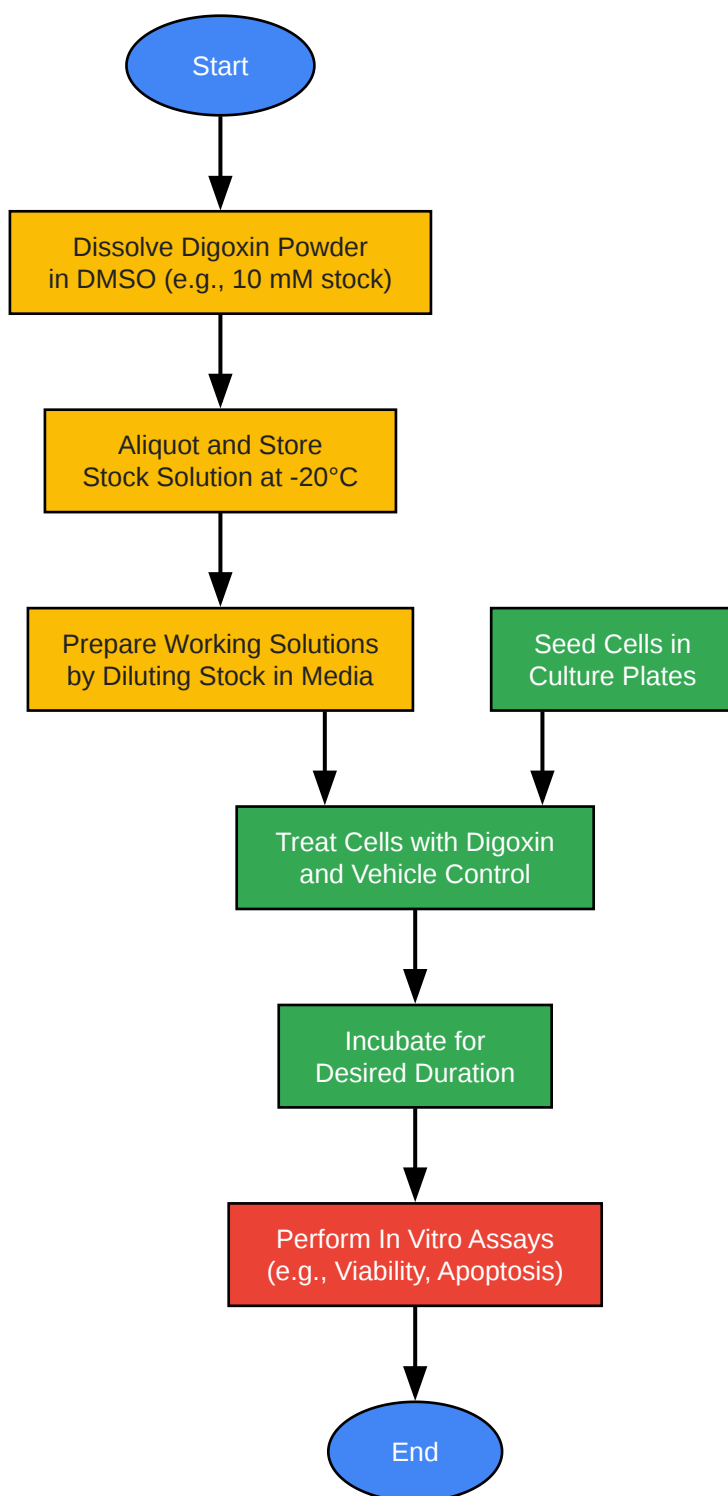 Start
Dissolve Digoxin Powder
in DMSO (e.g., 10 mM stock)
Aliquot and Store
Stock Solution at -20°C
Prepare Working Solutions
by Diluting Stock in Media
Seed Cells in
Culture Plates
Treat Cells with Digoxin
and Vehicle Control
Incubate for
Desired Duration
Perform In Vitro Assays
(e.g., Viability, Apoptosis)
End